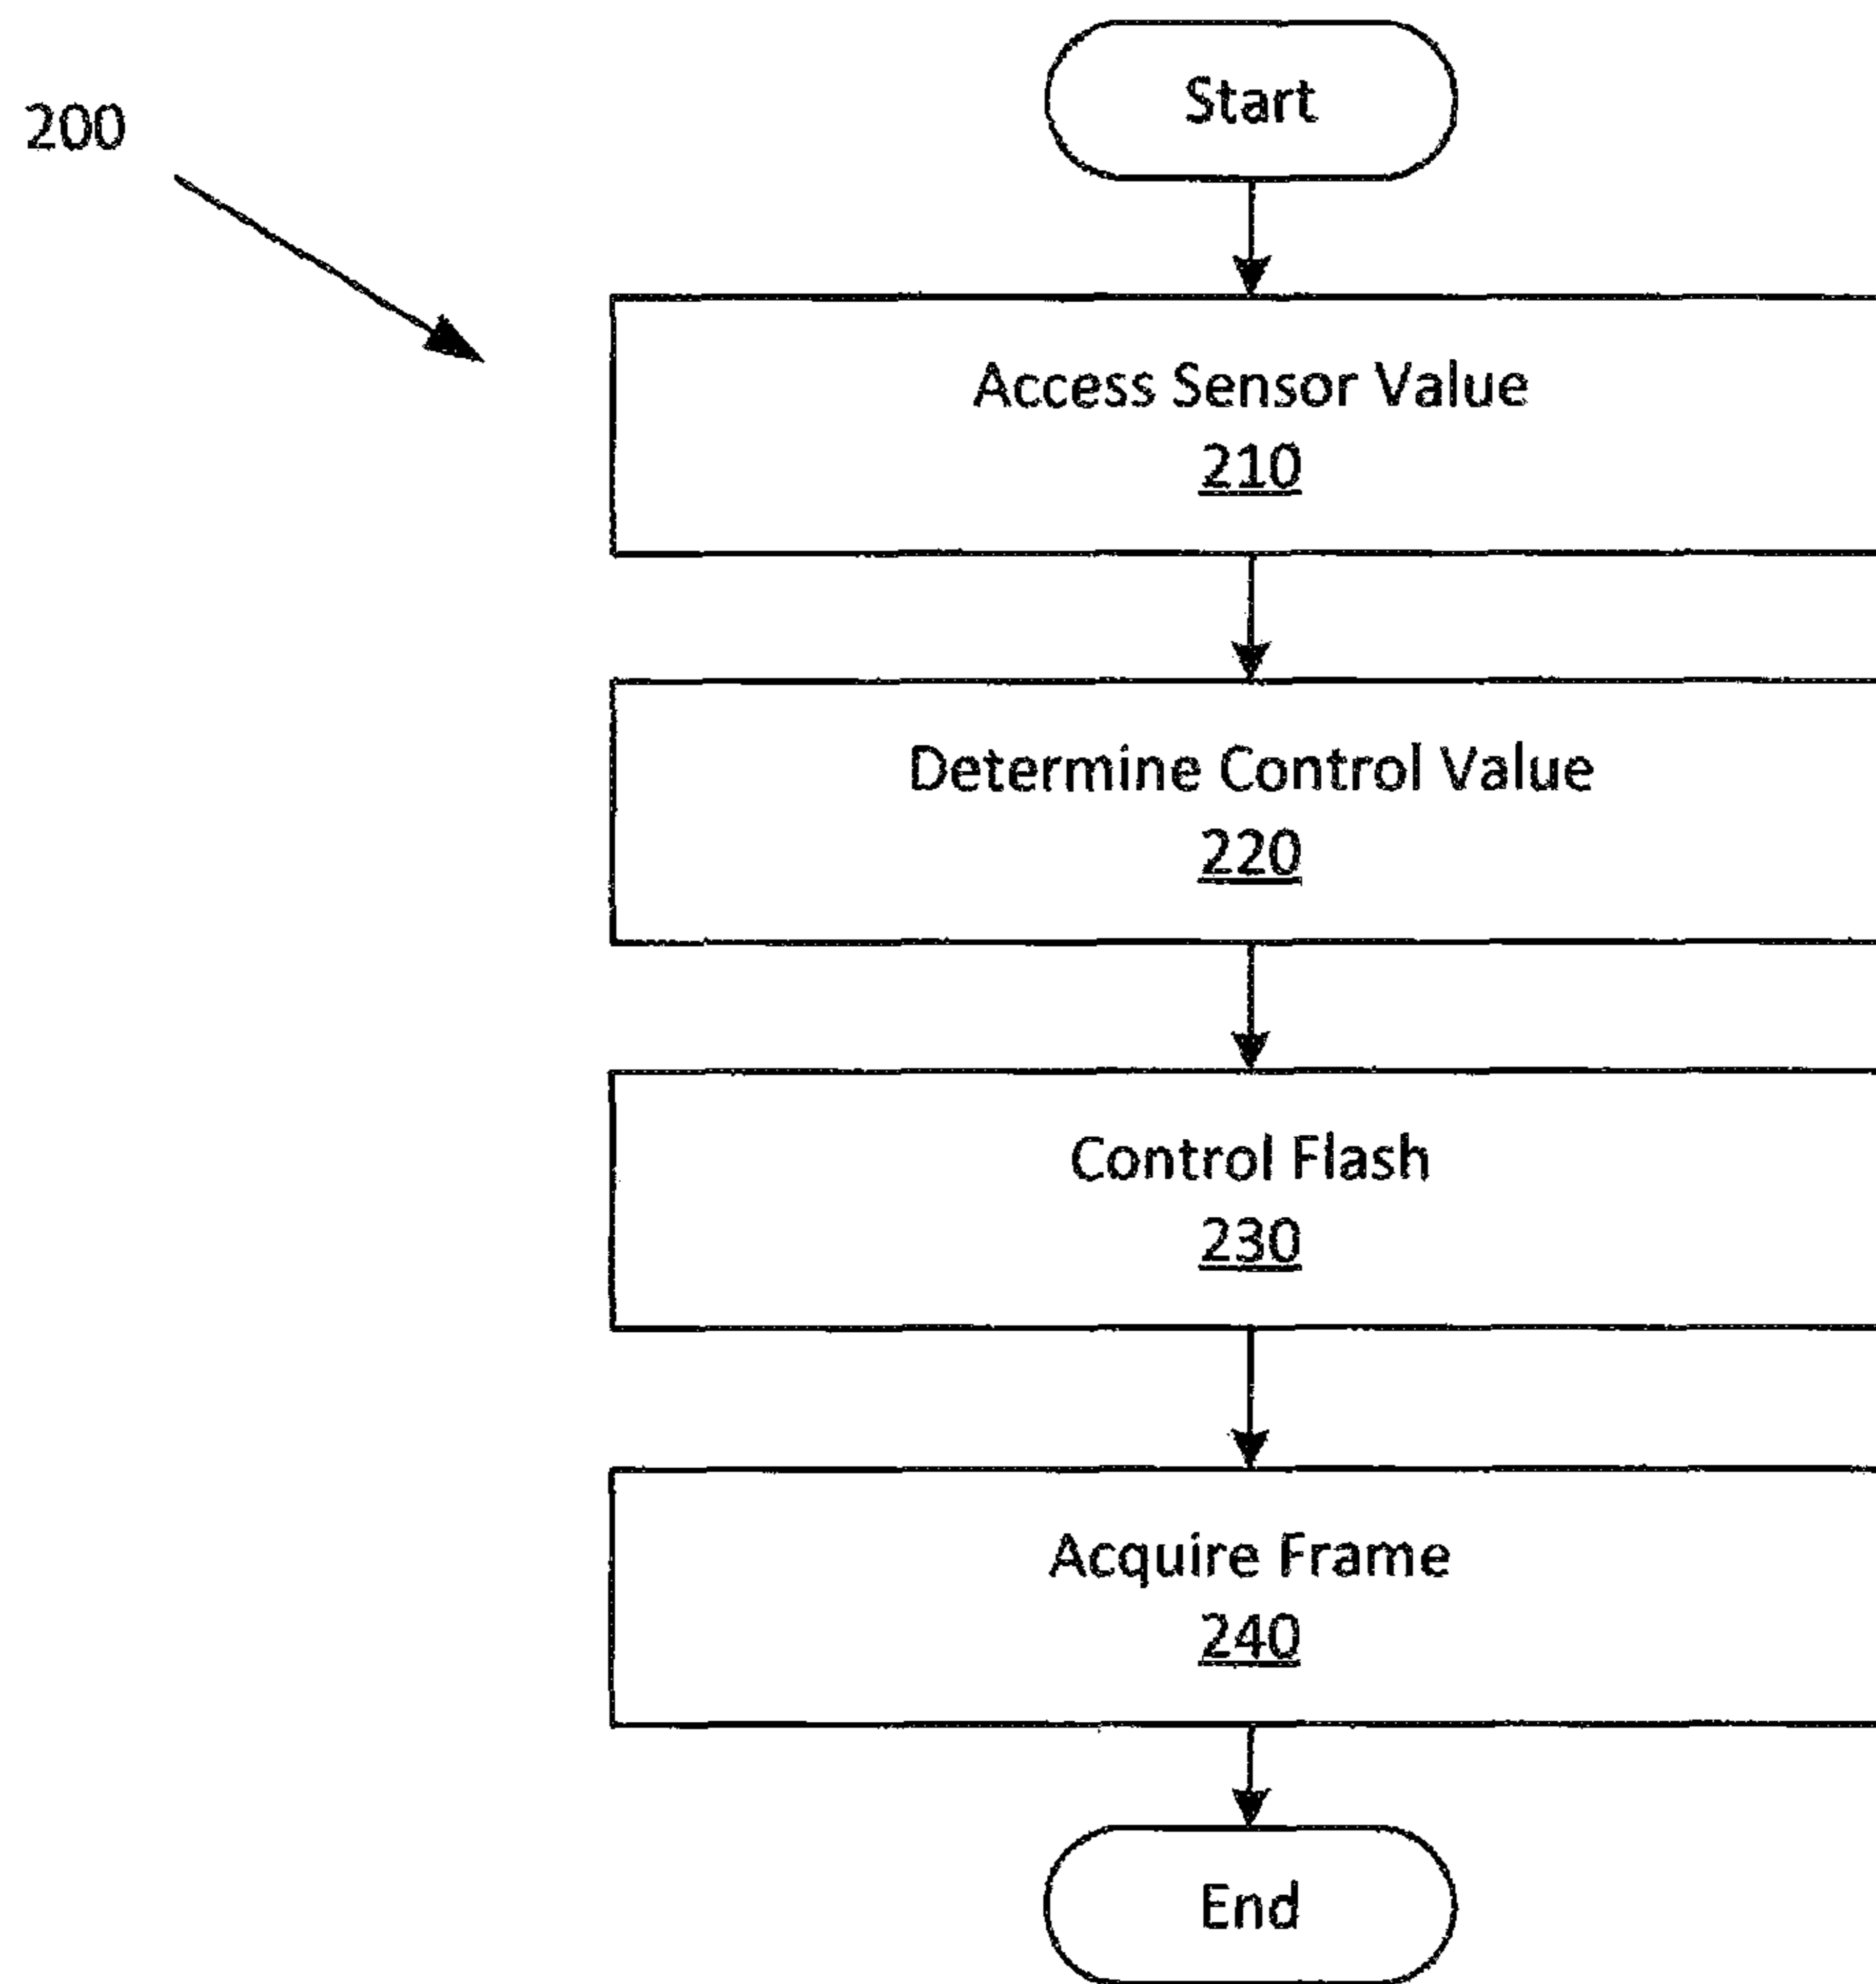 200
Start
Access Sensor Value
210
Determine Control Value
220
Control Flash
230
Acquire Frame
240
End